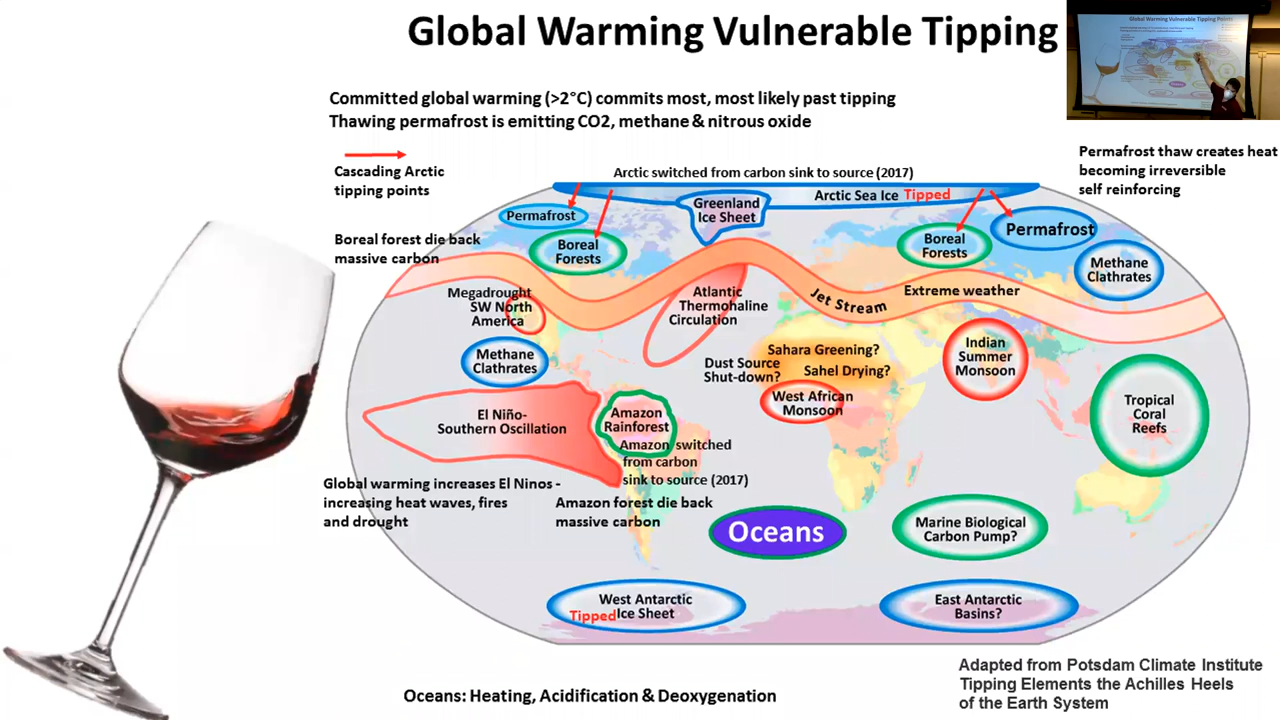 Global Warming Vulnerable Tipping
Global Warming Vulnerable Tipping Points
Committed global warming (>2°C) commits most, most likely past tipping
Thawing permafrost is emitting CO2, methane & nitrous oxide
Cascading Arctic
tipping points
Permafrost thaw creates heat
becoming irreversible
self reinforcing
Arctic switched from carbon sink to source (2017)
Arctic Sea Ice Tipped
Greenland
Ice Sheet
Permafrost
Boreal
Forests
Boreal forest die back
massive carbon
Boreal
Forests
Permafrost
Methane
Clathrates
Megadrought
SW North
America
Atlantic
Thermohaline
Circulation
Jet Stream
Extreme weather
Methane
Clathrates
Dust Source
Shut-down?
Sahara Greening?
Sahel Drying?
West African
Monsoon
Indian
Summer
Monsoon
Tropical
Coral
Reefs
El Niño-
Southern Oscillation
Amazon
Rainforest
Amazon switched
from carbon
sink to source (2017)
Global warming increases El Ninos -
increasing heat waves, fires
and drought
Amazon forest die back
massive carbon
Oceans
Marine Biological
Carbon Pump?
West Antarctic
Tipped Ice Sheet
East Antarctic
Basins?
Oceans: Heating, Acidification & Deoxygenation
Adapted from Potsdam Climate Institute
Tipping Elements the Achilles Heels
of the Earth System